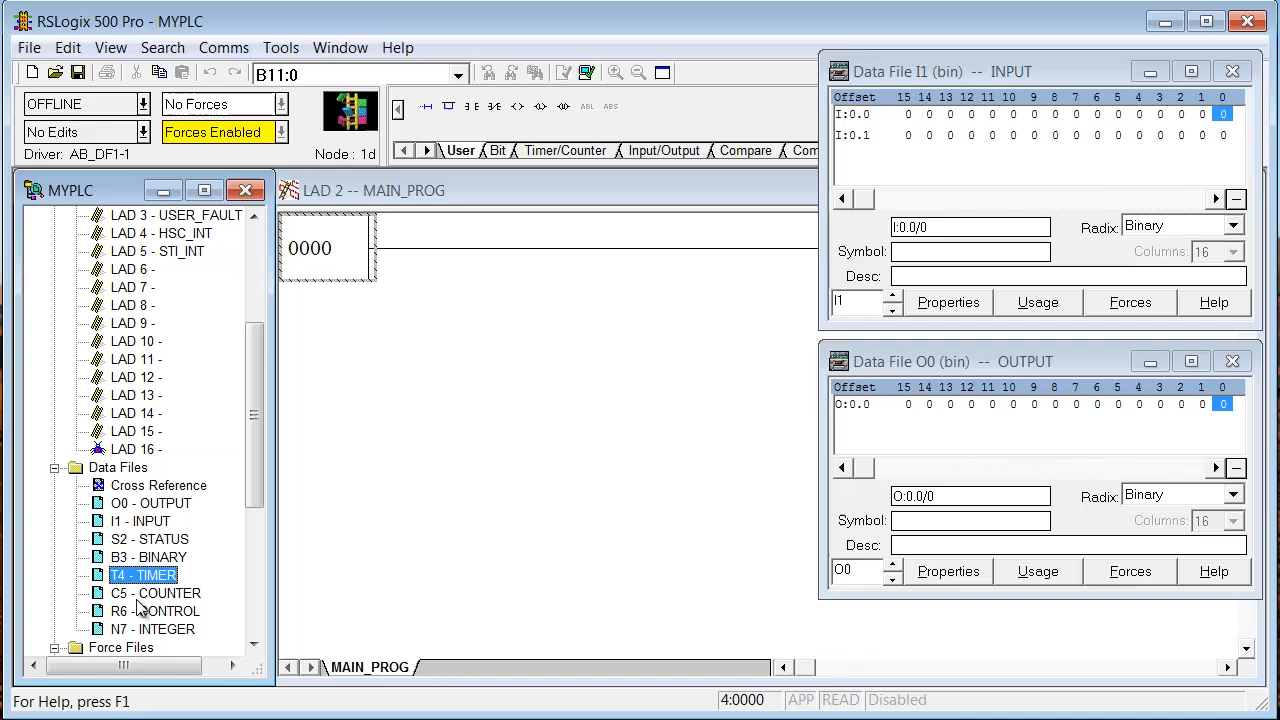 RSLogix 500 Pro - MYPLC
File Edit View Search Comms Tools Window Help
B11:0
OFFLINE No Forces
No Edits Forces Enabled
Driver: AB_DF1-1 Node : 1d
ABL ABS
User Bit Timer/Counter Input/Output Compare Com
MYPLC
LAD 3 - USER_FAULT
LAD 4 - HSC_INT
LAD 5 - STI_INT
LAD 6 -
LAD 7 -
LAD 8 -
LAD 9 -
LAD 10 -
LAD 11 -
LAD 12 -
LAD 13 -
LAD 14 -
LAD 15 -
LAD 16 -
Data Files
Cross Reference
O0 - OUTPUT
I1 - INPUT
S2 - STATUS
B3 - BINARY
T4 - TIMER
C5 - COUNTER
R6 - CONTROL
N7 - INTEGER
Force Files
LAD 2 -- MAIN_PROG
0000
MAIN_PROG
Data File I1 (bin) -- INPUT
Offset 15 14 13 12 11 10 9 8 7 6 5 4 3 2 1 0
I:0.0 0 0 0 0 0 0 0 0 0 0 0 0 0 0 0 0
I:0.1 0 0 0 0 0 0 0 0 0 0 0 0 0 0 0 0
I:0.0/0 Radix: Binary
Symbol: Columns: 16
Desc:
I1 Properties Usage Forces Help
Data File O0 (bin) -- OUTPUT
Offset 15 14 13 12 11 10 9 8 7 6 5 4 3 2 1 0
O:0.0 0 0 0 0 0 0 0 0 0 0 0 0 0 0 0 0
O:0.0/0 Radix: Binary
Symbol: Columns: 16
Desc:
O0 Properties Usage Forces Help
For Help, press F1
4:0000 APP READ Disabled